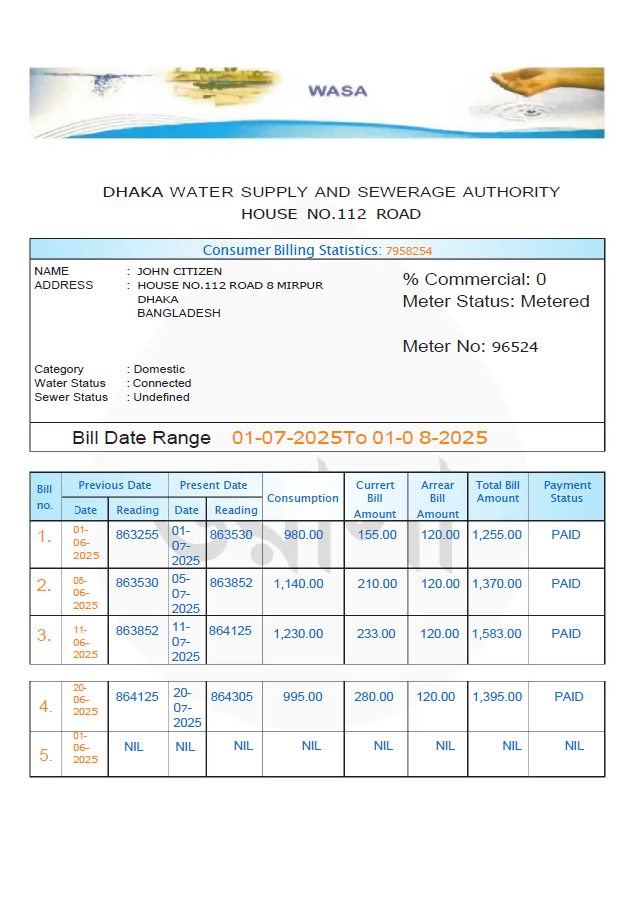 WASA
DHAKA WATER SUPPLY AND SEWERAGE AUTHORITY
HOUSE NO.112 ROAD
Consumer Billing Statistics: 7958254
NAME : JOHN CITIZEN
ADDRESS : HOUSE NO.112 ROAD 8 MIRPUR
DHAKA
BANGLADESH
% Commercial: 0
Meter Status: Metered
Meter No: 96524
Category : Domestic
Water Status : Connected
Sewer Status : Undefined
Bill Date Range 01-07-2025To 01-0 8-2025
Bill no. Previous Date Present Date Consumption Currert Bill Amount Arrear Bill Amount Total Bill Amount Payment Status
Date Reading Date Reading
1. 01-06-2025 863255 01-07-2025 863530 980.00 155.00 120.00 1,255.00 PAID
2. 05-06-2025 863530 05-07-2025 863852 1,140.00 210.00 120.00 1,370.00 PAID
3. 11-06-2025 863852 11-07-2025 864125 1,230.00 233.00 120.00 1,583.00 PAID
4. 20-06-2025 864125 20-07-2025 864305 995.00 280.00 120.00 1,395.00 PAID
5. 01-06-2025 NIL NIL NIL NIL NIL NIL NIL NIL
ওয়াসা